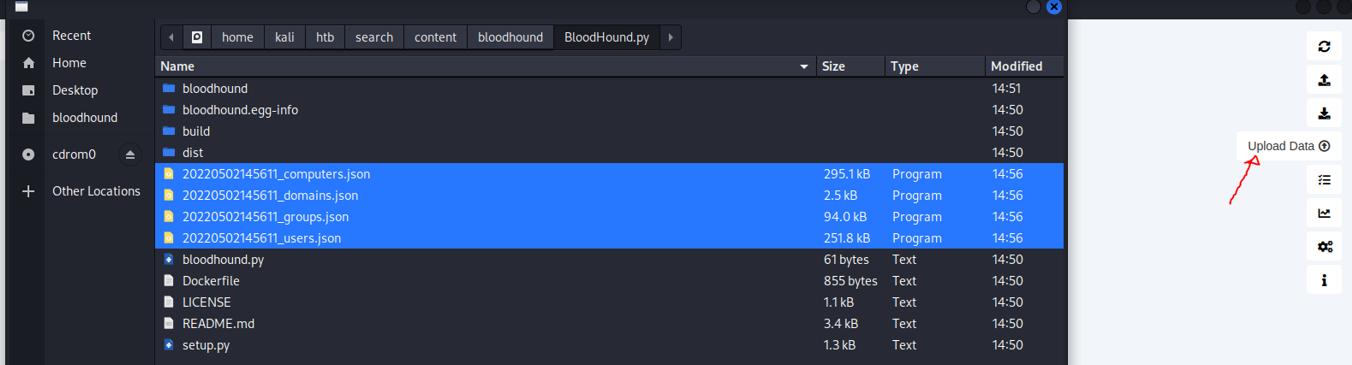 Recent
Home
Desktop
bloodhound
cdrom0
Other Locations
home kali htb search content bloodhound BloodHound.py
Name Size Type Modified
bloodhound 14:51
bloodhound.egg-info 14:50
build 14:50
dist 14:50
20220502145611_computers.json 295.1 kB Program 14:56
20220502145611_domains.json 2.5 kB Program 14:56
20220502145611_groups.json 94.0 kB Program 14:56
20220502145611_users.json 251.8 kB Program 14:56
bloodhound.py 61 bytes Text 14:50
Dockerfile 855 bytes Text 14:50
LICENSE 1.1 kB Text 14:50
README.md 3.4 kB Text 14:50
setup.py 1.3 kB Text 14:50
Upload Data